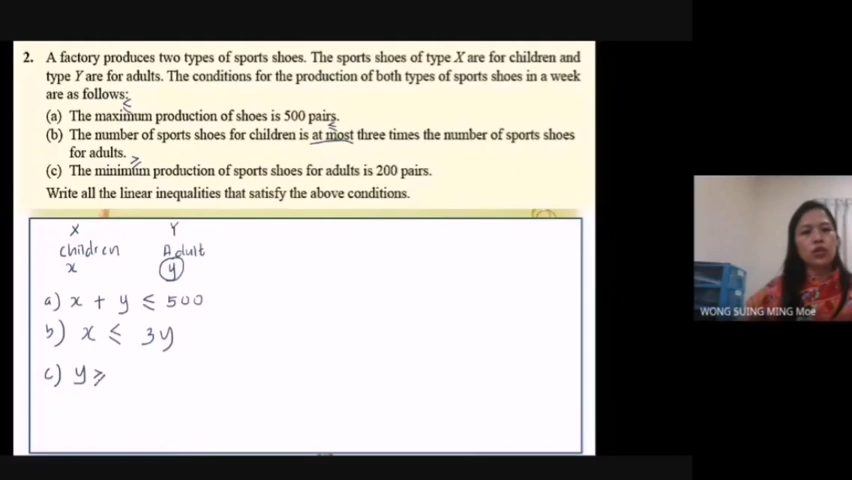 2. A factory produces two types of sports shoes. The sports shoes of type X are for children and
type Y are for adults. The conditions for the production of both types of sports shoes in a week
are as follows:
≤
(a) The maximum production of shoes is 500 pairs.
≤
(b) The number of sports shoes for children is at most three times the number of sports shoes
for adults.
≥
(c) The minimum production of sports shoes for adults is 200 pairs.
Write all the linear inequalities that satisfy the above conditions.
X Y
children Adult
x y
a) x + y ≤ 500
b) x ≤ 3y
c) y ≥
WONG SUING MING Moe